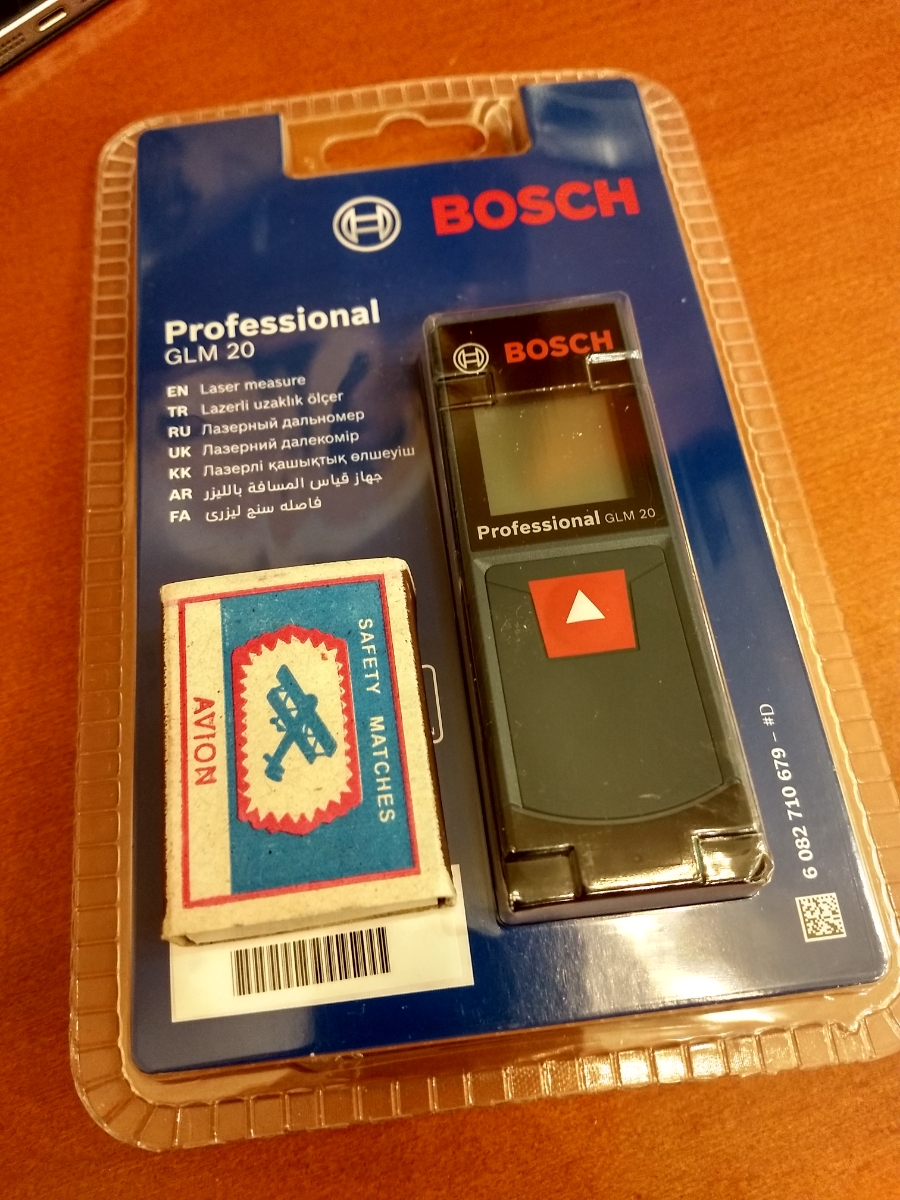 BOSCH
Professional
GLM 20
EN Laser measure
TR Lazerli uzaklık ölçer
RU Лазерный дальномер
UK Лазерний далекомір
KK Лазерлі қашықтық өлшеуіш
AR جهاز قياس المسافة بالليزر
FA فاصله سنج لیزری
BOSCH
Professional GLM 20
SAFETY MATCHES
AVION
6 082 710 679 – #D